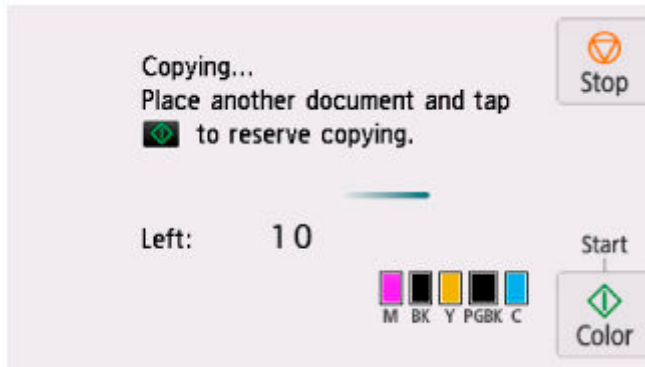 Copying...
Place another document and tap
to reserve copying.
Stop
Left: 10
Start
M BK Y PGBK C
Color